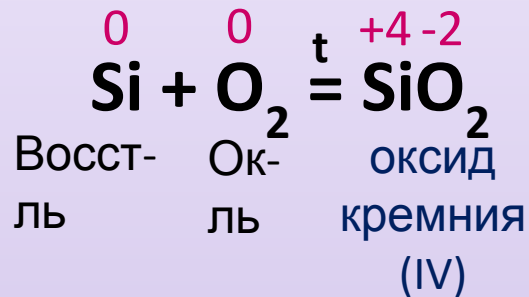 0 0 +4 -2
t
Si + O₂ = SiO₂
Восст- Ок- оксид
ль ль кремния
(IV)